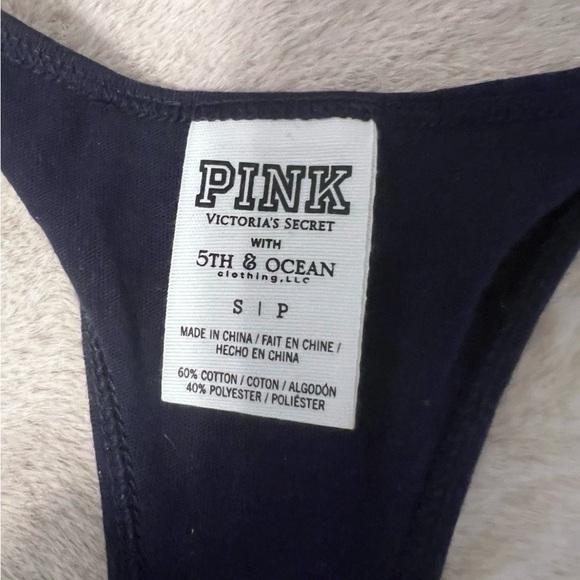 PINK
VICTORIA'S SECRET
WITH
5TH & OCEAN
clothing, LLC
S | P
MADE IN CHINA / FAIT EN CHINE /
HECHO EN CHINA
60% COTTON / COTON / ALGODÓN
40% POLYESTER / POLIÉSTER